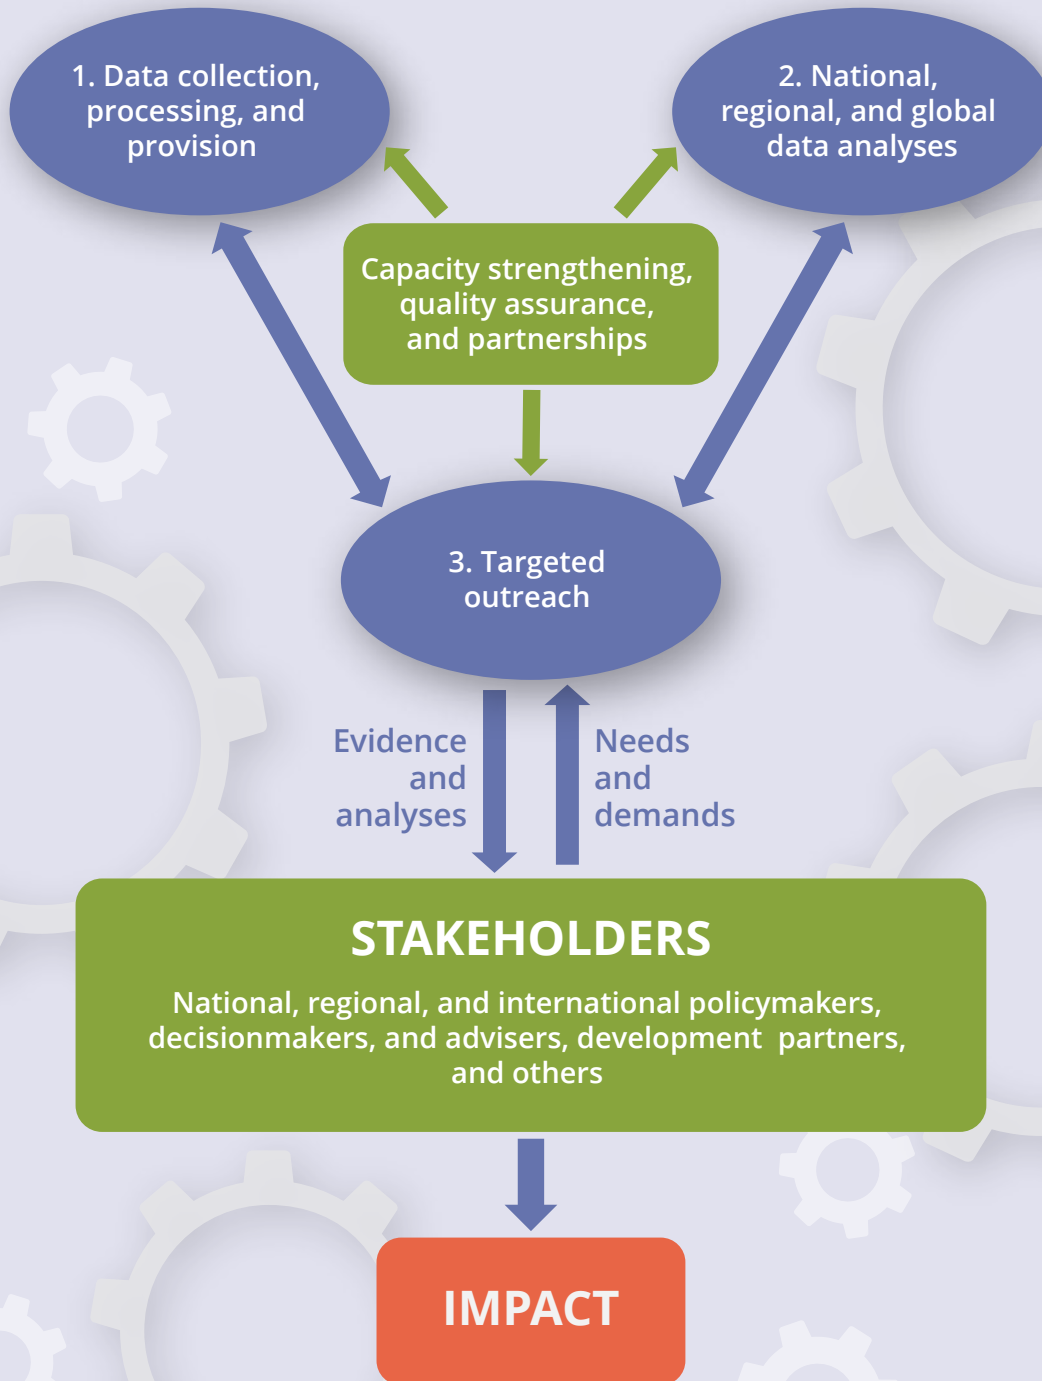 1. Data collection,
processing, and
provision
2. National,
regional, and global
data analyses
Capacity strengthening,
quality assurance,
and partnerships
3. Targeted
outreach
Evidence
and
analyses
Needs
and
demands
STAKEHOLDERS
National, regional, and international policymakers,
decisionmakers, and advisers, development partners,
and others
IMPACT